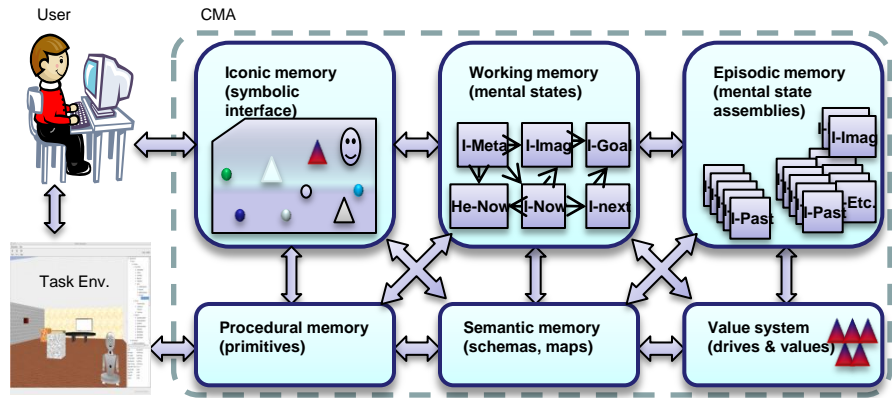 User
CMA
Iconic memory
(symbolic
interface)
Working memory
(mental states)
Episodic memory
(mental state
assemblies)
I-Meta
I-Imag
I-Goal
He-Now
I-Now
I-next
I-
I-Imag
I-Past
I-Past
-Etc.
Task Env.
Procedural memory
(primitives)
Semantic memory
(schemas, maps)
Value system
(drives & values)